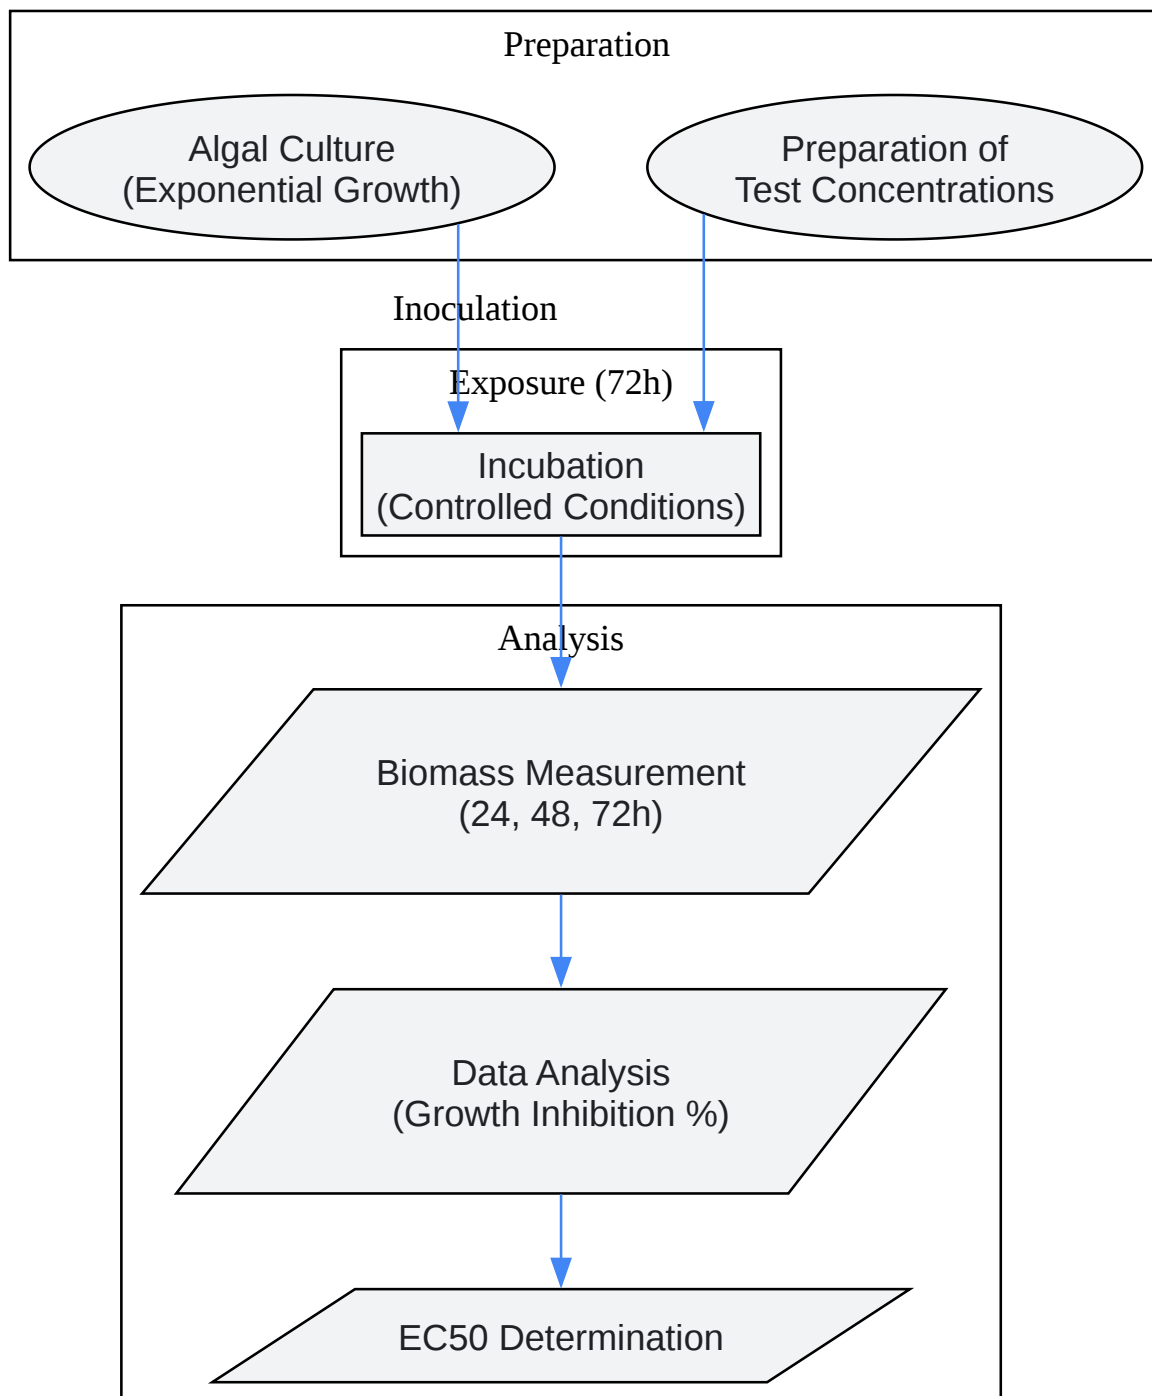 Preparation
Algal Culture
(Exponential Growth)
Preparation of
Test Concentrations
Inoculation
Exposure (72h)
Incubation
(Controlled Conditions)
Analysis
Biomass Measurement
(24, 48, 72h)
Data Analysis
(Growth Inhibition %)
EC50 Determination